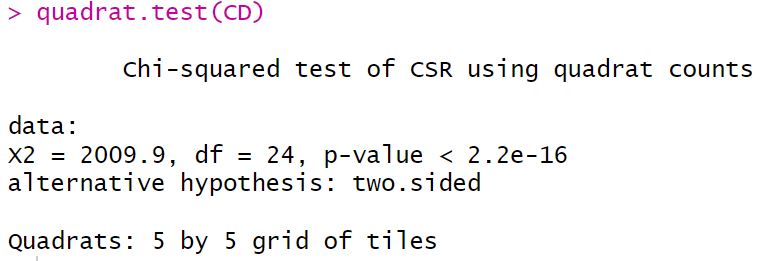 > quadrat.test(CD)
Chi-squared test of CSR using quadrat counts
data:
X2 = 2009.9, df = 24, p-value < 2.2e-16
alternative hypothesis: two.sided
Quadrats: 5 by 5 grid of tiles